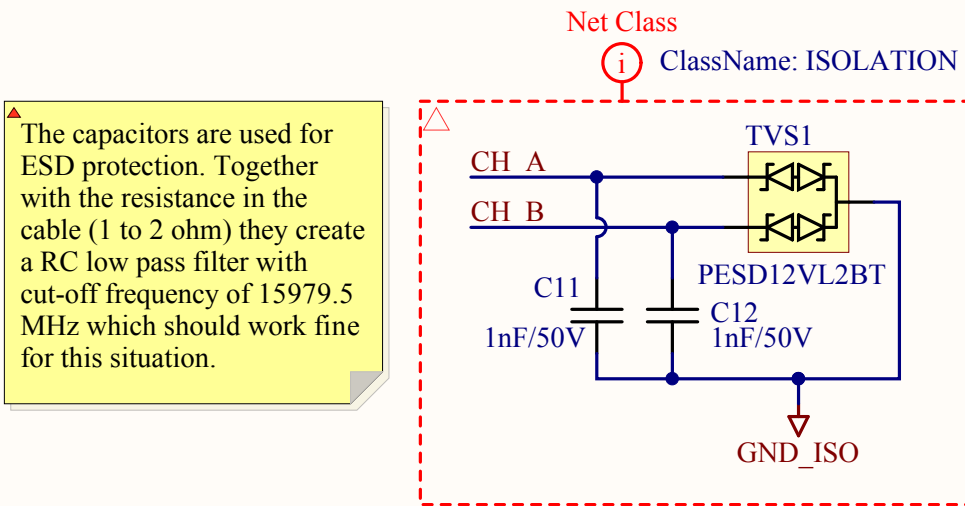 Net Class
i
ClassName: ISOLATION
The capacitors are used for
ESD protection. Together
with the resistance in the
cable (1 to 2 ohm) they create
a RC low pass filter with
cut-off frequency of 15979.5
MHz which should work fine
for this situation.
TVS1
CH_A
CH_B
PESD12VL2BT
C11
1nF/50V
C12
1nF/50V
GND_ISO